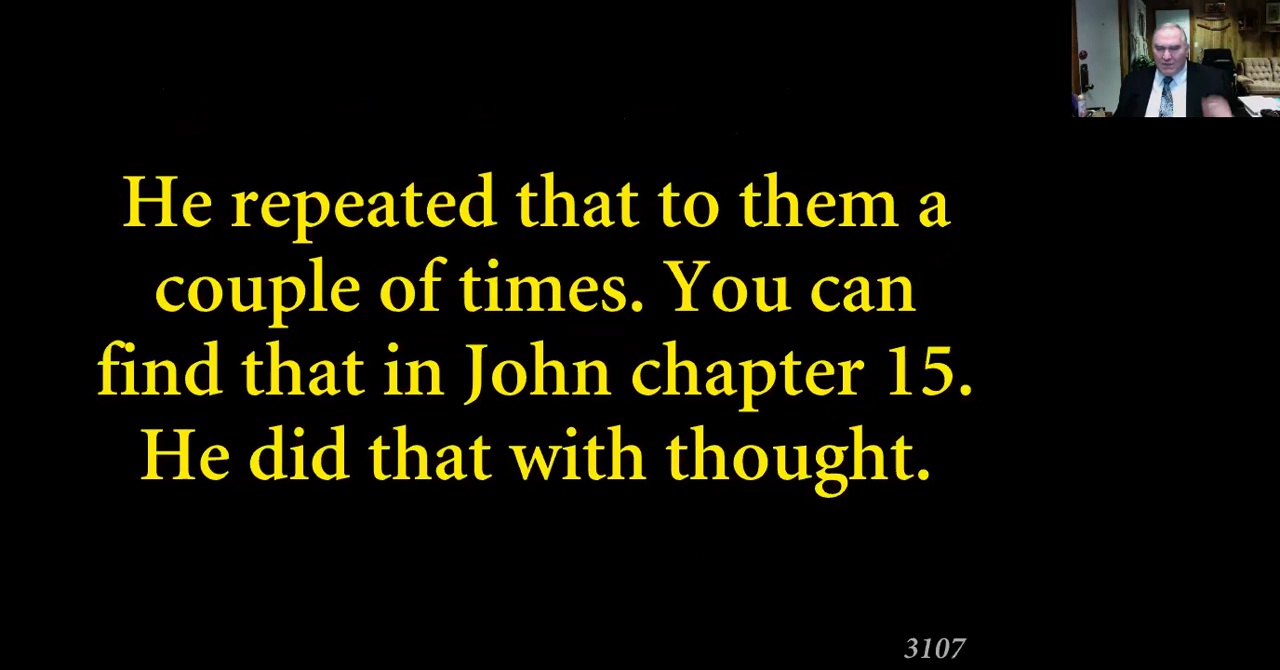 He repeated that to them a
couple of times. You can
find that in John chapter 15.
He did that with thought.
3107